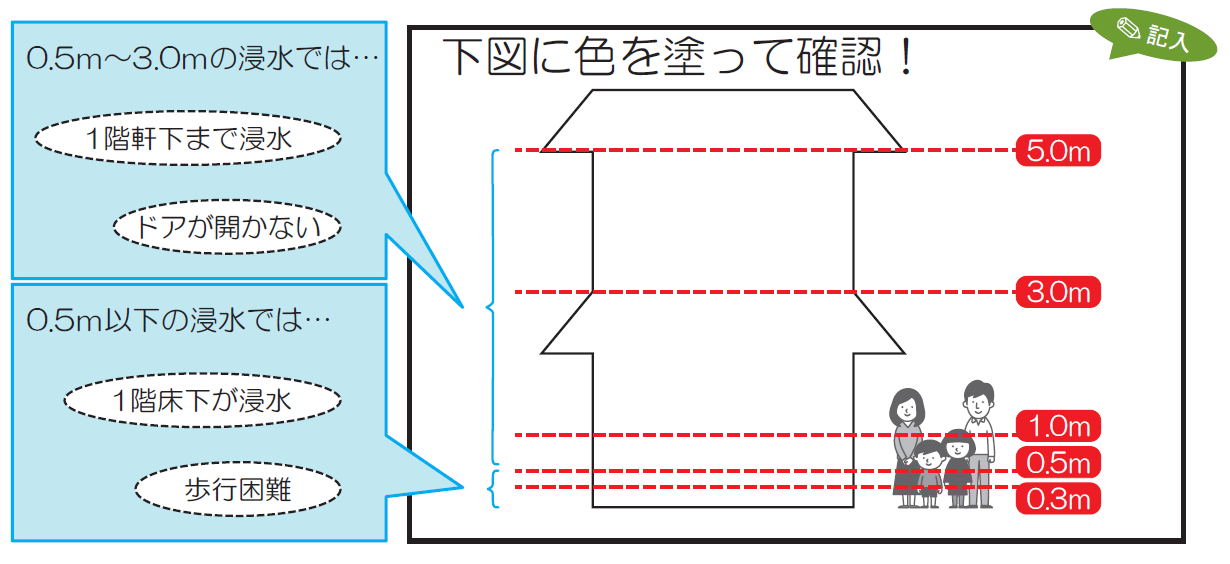 0.5m～3.0mの浸水では…
1階軒下まで浸水
ドアが開かない
0.5m以下の浸水では…
1階床下が浸水
歩行困難
下図に色を塗って確認！
記入
5.0m
3.0m
1.0m
0.5m
0.3m